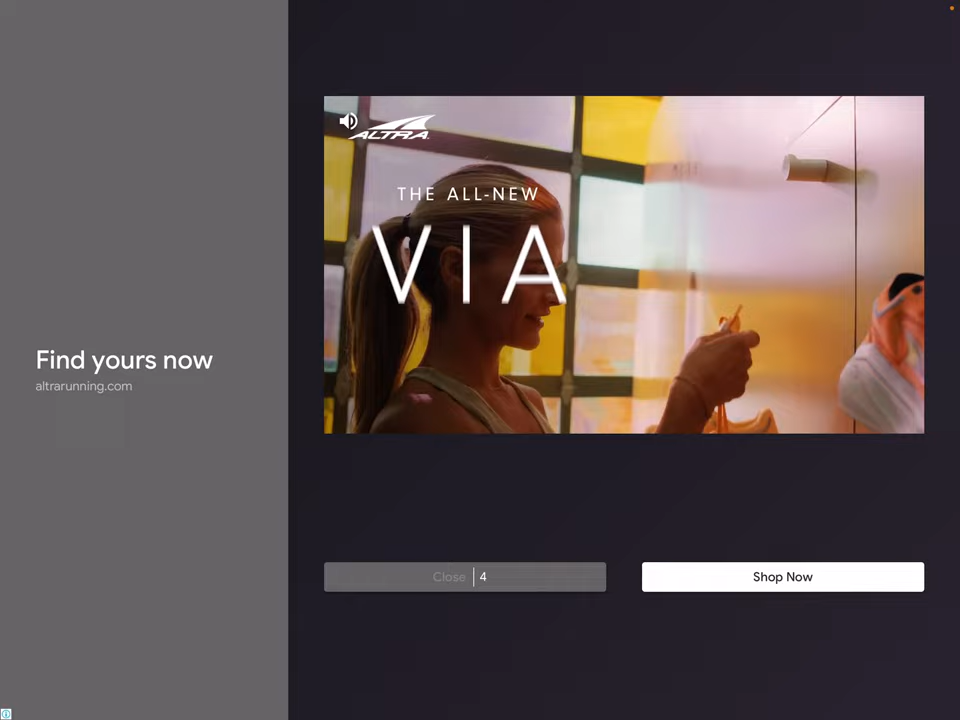 Find yours now
altrarunning.com
ALTRA
THE ALL-NEW
VIA
Close | 4
Shop Now